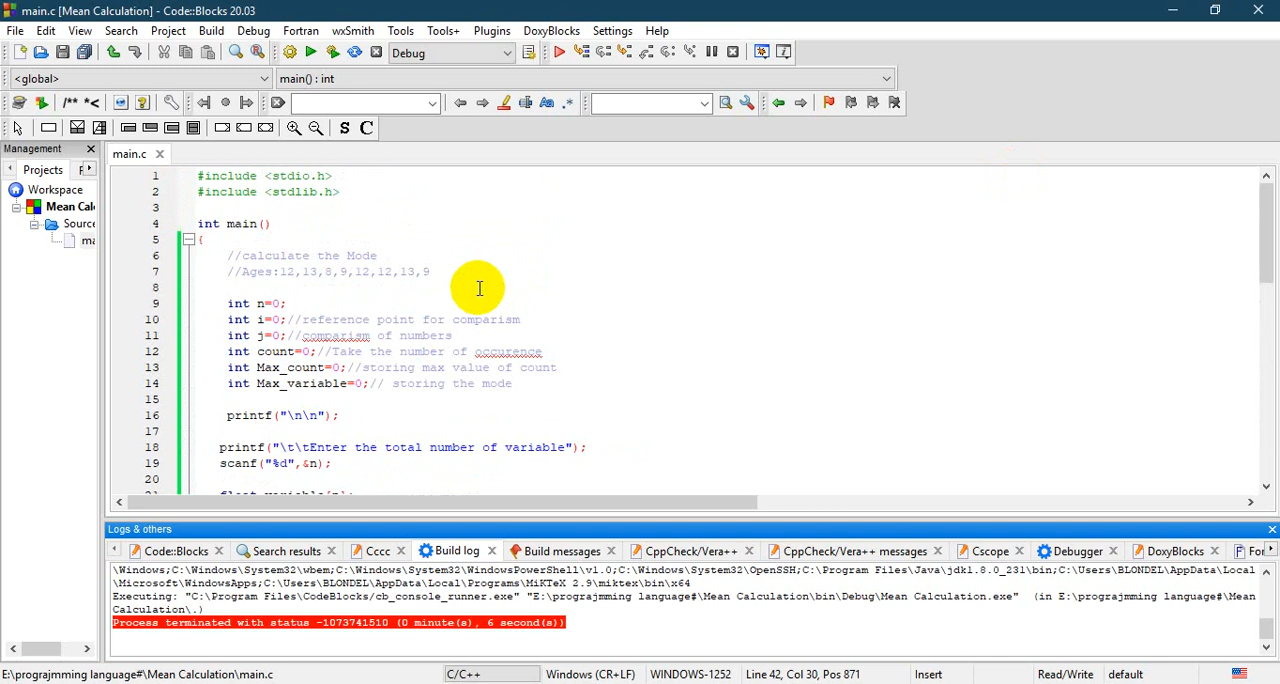 main.c [Mean Calculation] - Code::Blocks 20.03
File Edit View Search Project Build Debug Fortran wxSmith Tools Tools+ Plugins DoxyBlocks Settings Help
Debug
<global> main() : int
/** *<
S C
Management
main.c
Projects
Workspace
Mean Cal
Source
ma
1 #include <stdio.h>
2 #include <stdlib.h>
3
4 int main()
5 {
6 //calculate the Mode
7 //Ages:12,13,8,9,12,12,13,9
8
9 int n=0;
10 int i=0;//reference point for comparism
11 int j=0;//comparism of numbers
12 int count=0;//Take the number of occurence
13 int Max_count=0;//storing max value of count
14 int Max_variable=0;// storing the mode
15
16 printf("\n\n");
17
18 printf("\t\tEnter the total number of variable");
19 scanf("%d",&n);
20
21 float variable[n];
Logs & others
Code::Blocks Search results Cccc Build log Build messages CppCheck/Vera++ CppCheck/Vera++ messages Cscope Debugger DoxyBlocks For
\Windows;C:\Windows\System32\wbem;C:\Windows\System32\WindowsPowerShell\v1.0;C:\Windows\System32\OpenSSH;C:\Program Files\Java\jdk1.8.0_231\bin;C:\Users\BLONDEL\AppData\Local
\Microsoft\WindowsApps;C:\Users\BLONDEL\AppData\Local\Programs\MiKTeX 2.9\miktex\bin\x64
Executing: "C:\Program Files\CodeBlocks/cb_console_runner.exe" "E:\prograjmming language#\Mean Calculation\bin\Debug\Mean Calculation.exe" (in E:\prograjmming language#\Mean
Calculation\.)
Process terminated with status -1073741510 (0 minute(s), 6 second(s))
E:\prograjmming language#\Mean Calculation\main.c C/C++ Windows (CR+LF) WINDOWS-1252 Line 42, Col 30, Pos 871 Insert Read/Write default